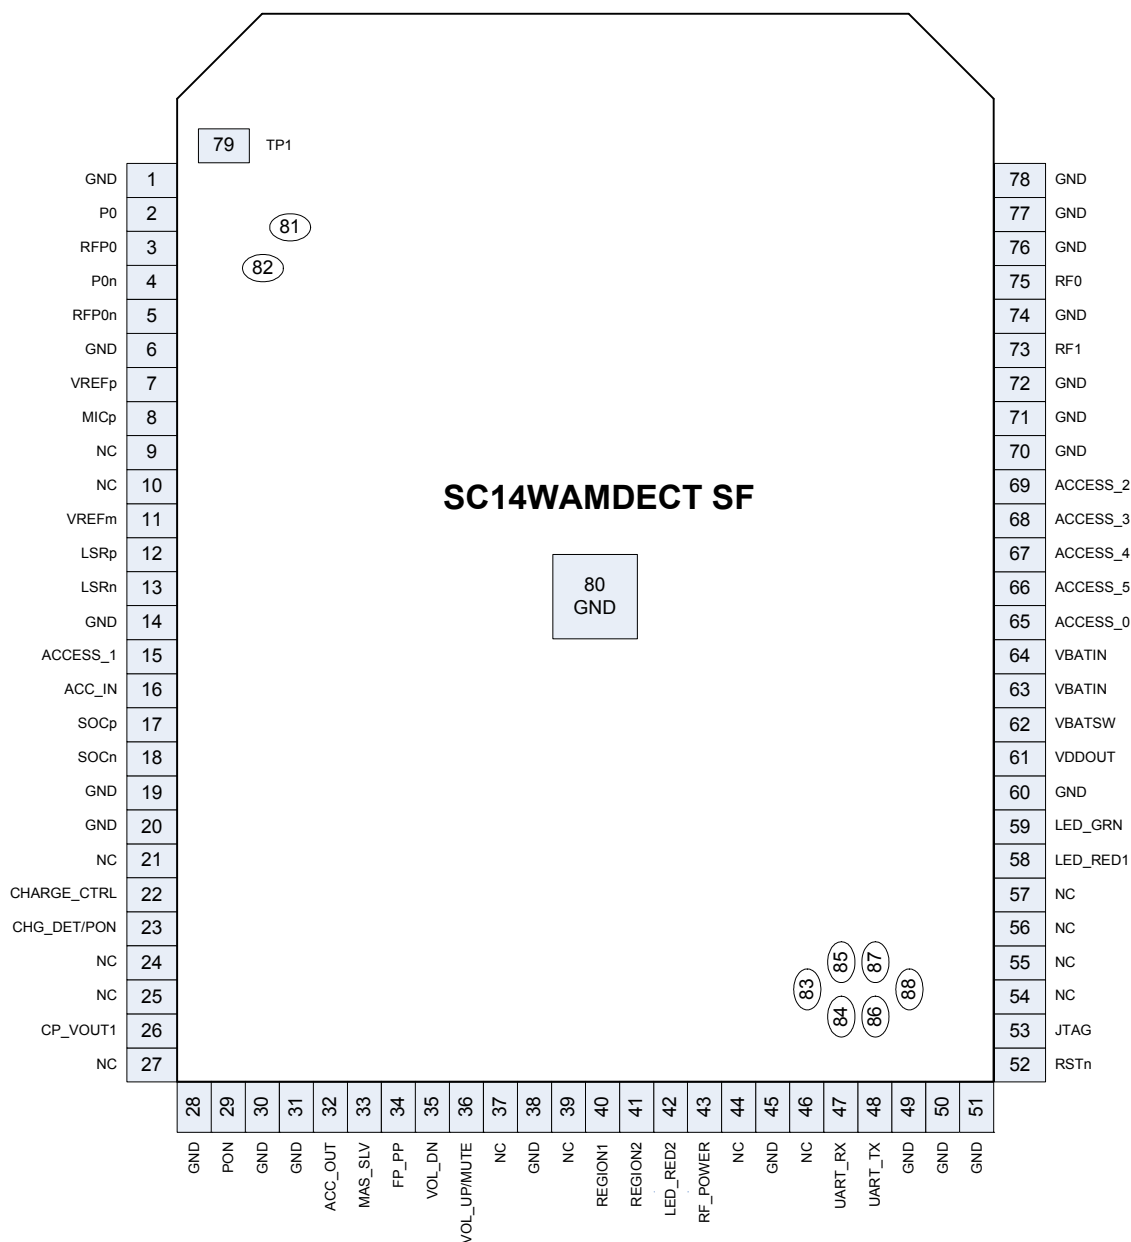 79 TP1
GND 1
P0 2
RFP0 3
P0n 4
RFP0n 5
GND 6
VREFp 7
MICp 8
NC 9
NC 10
VREFm 11
LSRp 12
LSRn 13
GND 14
ACCESS_1 15
ACC_IN 16
SOCp 17
SOCn 18
GND 19
GND 20
NC 21
CHARGE_CTRL 22
CHG_DET/PON 23
NC 24
NC 25
CP_VOUT1 26
NC 27
81
82
SC14WAMDECT SF
80
GND
83
85
84
87
86
88
78 GND
77 GND
76 GND
75 RF0
74 GND
73 RF1
72 GND
71 GND
70 GND
69 ACCESS_2
68 ACCESS_3
67 ACCESS_4
66 ACCESS_5
65 ACCESS_0
64 VBATIN
63 VBATIN
62 VBATSW
61 VDDOUT
60 GND
59 LED_GRN
58 LED_RED1
57 NC
56 NC
55 NC
54 NC
53 JTAG
52 RSTn
28 GND
29 PON
30 GND
31 GND
32 ACC_OUT
33 MAS_SLV
34 FP_PP
35 VOL_DN
36 VOL_UP/MUTE
37 NC
38 GND
39 NC
40 REGION1
41 REGION2
42 LED_RED2
43 RF_POWER
44 NC
45 GND
46 NC
47 UART_RX
48 UART_TX
49 GND
50 GND
51 GND